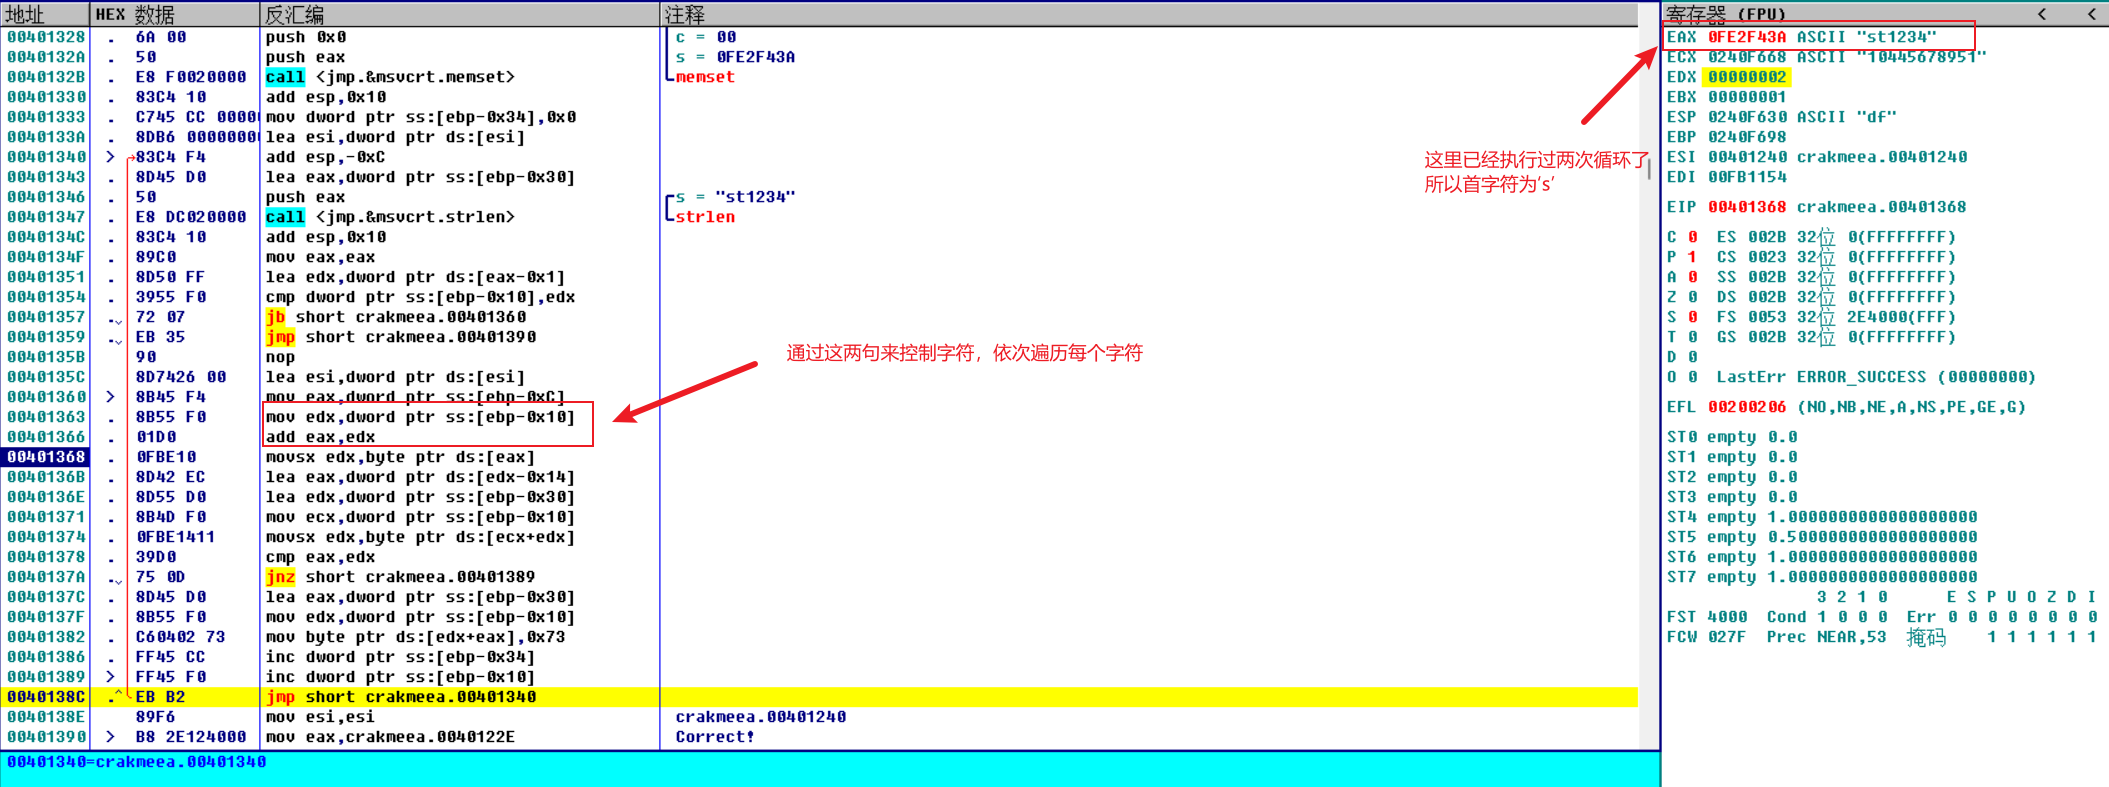 地址 HEX 数据 反汇编 注释
00401328 . 6A 00 push 0x0 c = 00
0040132A . 50 push eax s = 0FE2F43A
0040132B . E8 F0020000 call <jmp.&msvcrt.memset> memset
00401330 . 83C4 10 add esp,0x10
00401333 . C745 CC 0000 mov dword ptr ss:[ebp-0x34],0x0
0040133A . 8DB6 0000000 lea esi,dword ptr ds:[esi]
00401340 > 83C4 F4 add esp,-0xC
00401343 . 8D45 D0 lea eax,dword ptr ss:[ebp-0x30]
00401346 . 50 push eax s = "st1234"
00401347 . E8 DC020000 call <jmp.&msvcrt.strlen> strlen
0040134C . 83C4 10 add esp,0x10
0040134F . 89C0 mov eax,eax
00401351 . 8D50 FF lea edx,dword ptr ds:[eax-0x1]
00401354 . 3955 F0 cmp dword ptr ss:[ebp-0x10],edx
00401357 . 72 07 jb short crakmeea.00401360
00401359 . EB 35 jmp short crakmeea.00401390
0040135B 90 nop
0040135C 8D7426 00 lea esi,dword ptr ds:[esi]
00401360 > 8B45 F4 mov eax,dword ptr ss:[ebp-0xC]
00401363 . 8B55 F0 mov edx,dword ptr ss:[ebp-0x10]
00401366 . 01D0 add eax,edx
00401368 . 0FBE10 movsx edx,byte ptr ds:[eax]
0040136B . 8D42 EC lea eax,dword ptr ds:[edx-0x14]
0040136E . 8D55 D0 lea edx,dword ptr ss:[ebp-0x30]
00401371 . 8B4D F0 mov ecx,dword ptr ss:[ebp-0x10]
00401374 . 0FBE1411 movsx edx,byte ptr ds:[ecx+edx]
00401378 . 39D0 cmp eax,edx
0040137A . 75 0D jnz short crakmeea.00401389
0040137C . 8D45 D0 lea eax,dword ptr ss:[ebp-0x30]
0040137F . 8B55 F0 mov edx,dword ptr ss:[ebp-0x10]
00401382 . C60402 73 mov byte ptr ds:[edx+eax],0x73
00401386 . FF45 CC inc dword ptr ss:[ebp-0x34]
00401389 > FF45 F0 inc dword ptr ss:[ebp-0x10]
0040138C .^ EB B2 jmp short crakmeea.00401340
0040138E 89F6 mov esi,esi crakmeea.00401240
00401390 > B8 2E124000 mov eax,crakmeea.0040122E Correct!
00401340=crakmeea.00401340
这里已经执行过两次循环了
所以首字符为‘s’
通过这两句来控制字符，依次遍历每个字符
寄存器 (FPU) < <
EAX 0FE2F43A ASCII "st1234"
ECX 0240F668 ASCII "10445678951"
EDX 00000002
EBX 00000001
ESP 0240F630 ASCII "df"
EBP 0240F698
ESI 00401240 crakmeea.00401240
EDI 00FB1154
EIP 00401368 crakmeea.00401368
C 0 ES 002B 32位 0(FFFFFFFF)
P 1 CS 0023 32位 0(FFFFFFFF)
A 0 SS 002B 32位 0(FFFFFFFF)
Z 0 DS 002B 32位 0(FFFFFFFF)
S 0 FS 0053 32位 2E4000(FFF)
T 0 GS 002B 32位 0(FFFFFFFF)
D 0
O 0 LastErr ERROR_SUCCESS (00000000)
EFL 00200206 (NO,NB,NE,A,NS,PE,GE,G)
ST0 empty 0.0
ST1 empty 0.0
ST2 empty 0.0
ST3 empty 0.0
ST4 empty 1.0000000000000000000
ST5 empty 0.5000000000000000000
ST6 empty 1.0000000000000000000
ST7 empty 1.0000000000000000000
3 2 1 0 E S P U O Z D I
FST 4000 Cond 1 0 0 0 Err 0 0 0 0 0 0 0 0
FCW 027F Prec NEAR,53 掩码 1 1 1 1 1 1